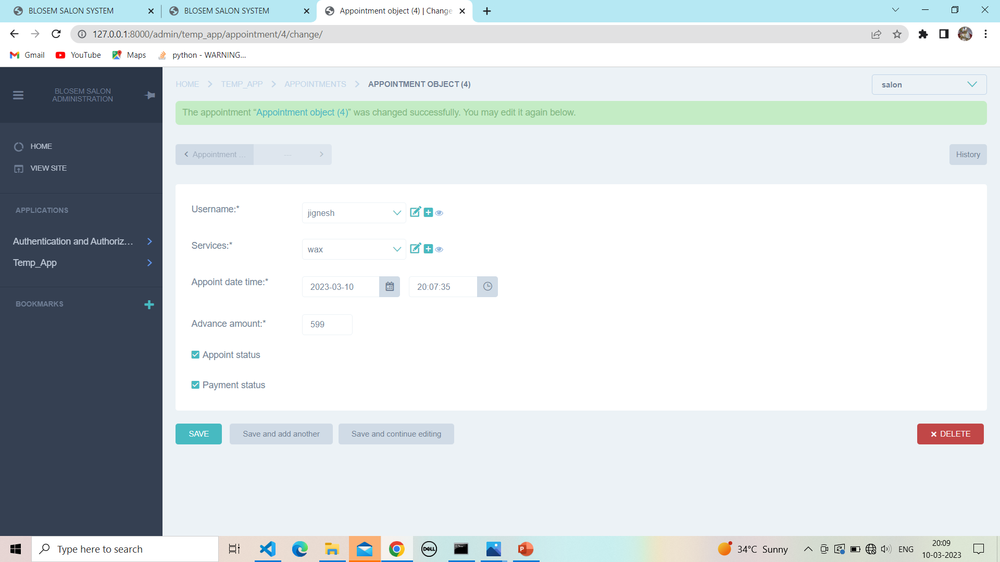 BLOSEM SALON SYSTEM
BLOSEM SALON SYSTEM
Appointment object (4) | Change
127.0.0.1:8000/admin/temp_app/appointment/4/change/
Gmail
YouTube
Maps
python - WARNING...
BLOSEM SALON
ADMINISTRATION
HOME
VIEW SITE
APPLICATIONS
Authentication and Authoriz...
Temp_App
BOOKMARKS
HOME > TEMP_APP > APPOINTMENTS > APPOINTMENT OBJECT (4)
salon
The appointment “Appointment object (4)” was changed successfully. You may edit it again below.
Appointment ...
---
History
Username:*
jignesh
Services:*
wax
Appoint date time:*
2023-03-10
20:07:35
Advance amount:*
599
Appoint status
Payment status
SAVE
Save and add another
Save and continue editing
DELETE
Type here to search
DELL
34°C Sunny
ENG
20:09
10-03-2023